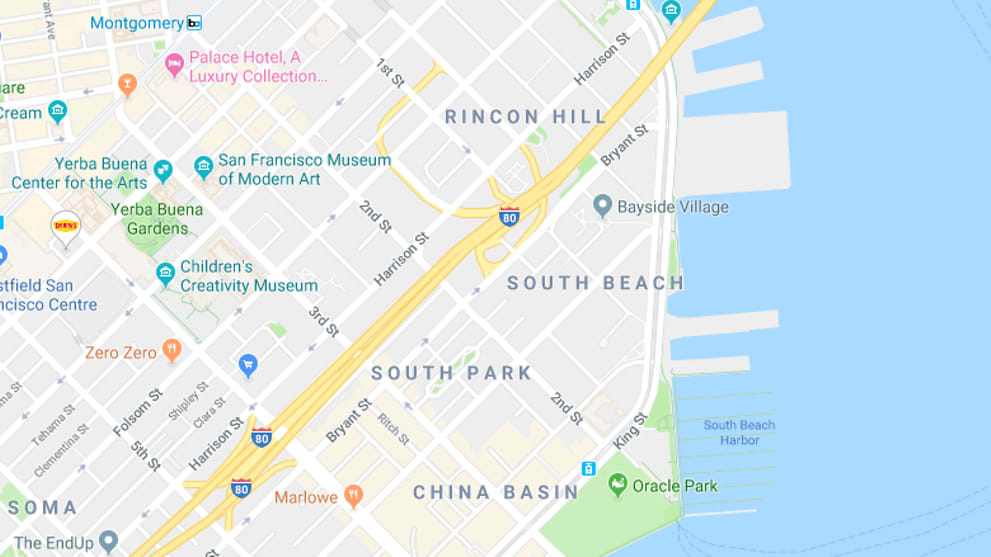 Montgomery
Palace Hotel, A
Luxury Collection...
1st St
Harrison St
RINCON HILL
Bryant St
Cream
Yerba Buena
Center for the Arts
San Francisco Museum
of Modern Art
Yerba Buena
Gardens
2nd St
80
Bayside Village
Harrison St
Children's
Creativity Museum
SOUTH BEACH
stfield San
ncisco Centre
3rd St
Zero Zero
SOUTH PARK
Folsom St
Shipley St
Clara St
Tehama St
Clementina St
5th St
Harrison St
80
Bryant St
Ritch St
2nd St
King St
South Beach
Harbor
80
Marlowe
CHINA BASIN
Oracle Park
SOMA
The EndUp